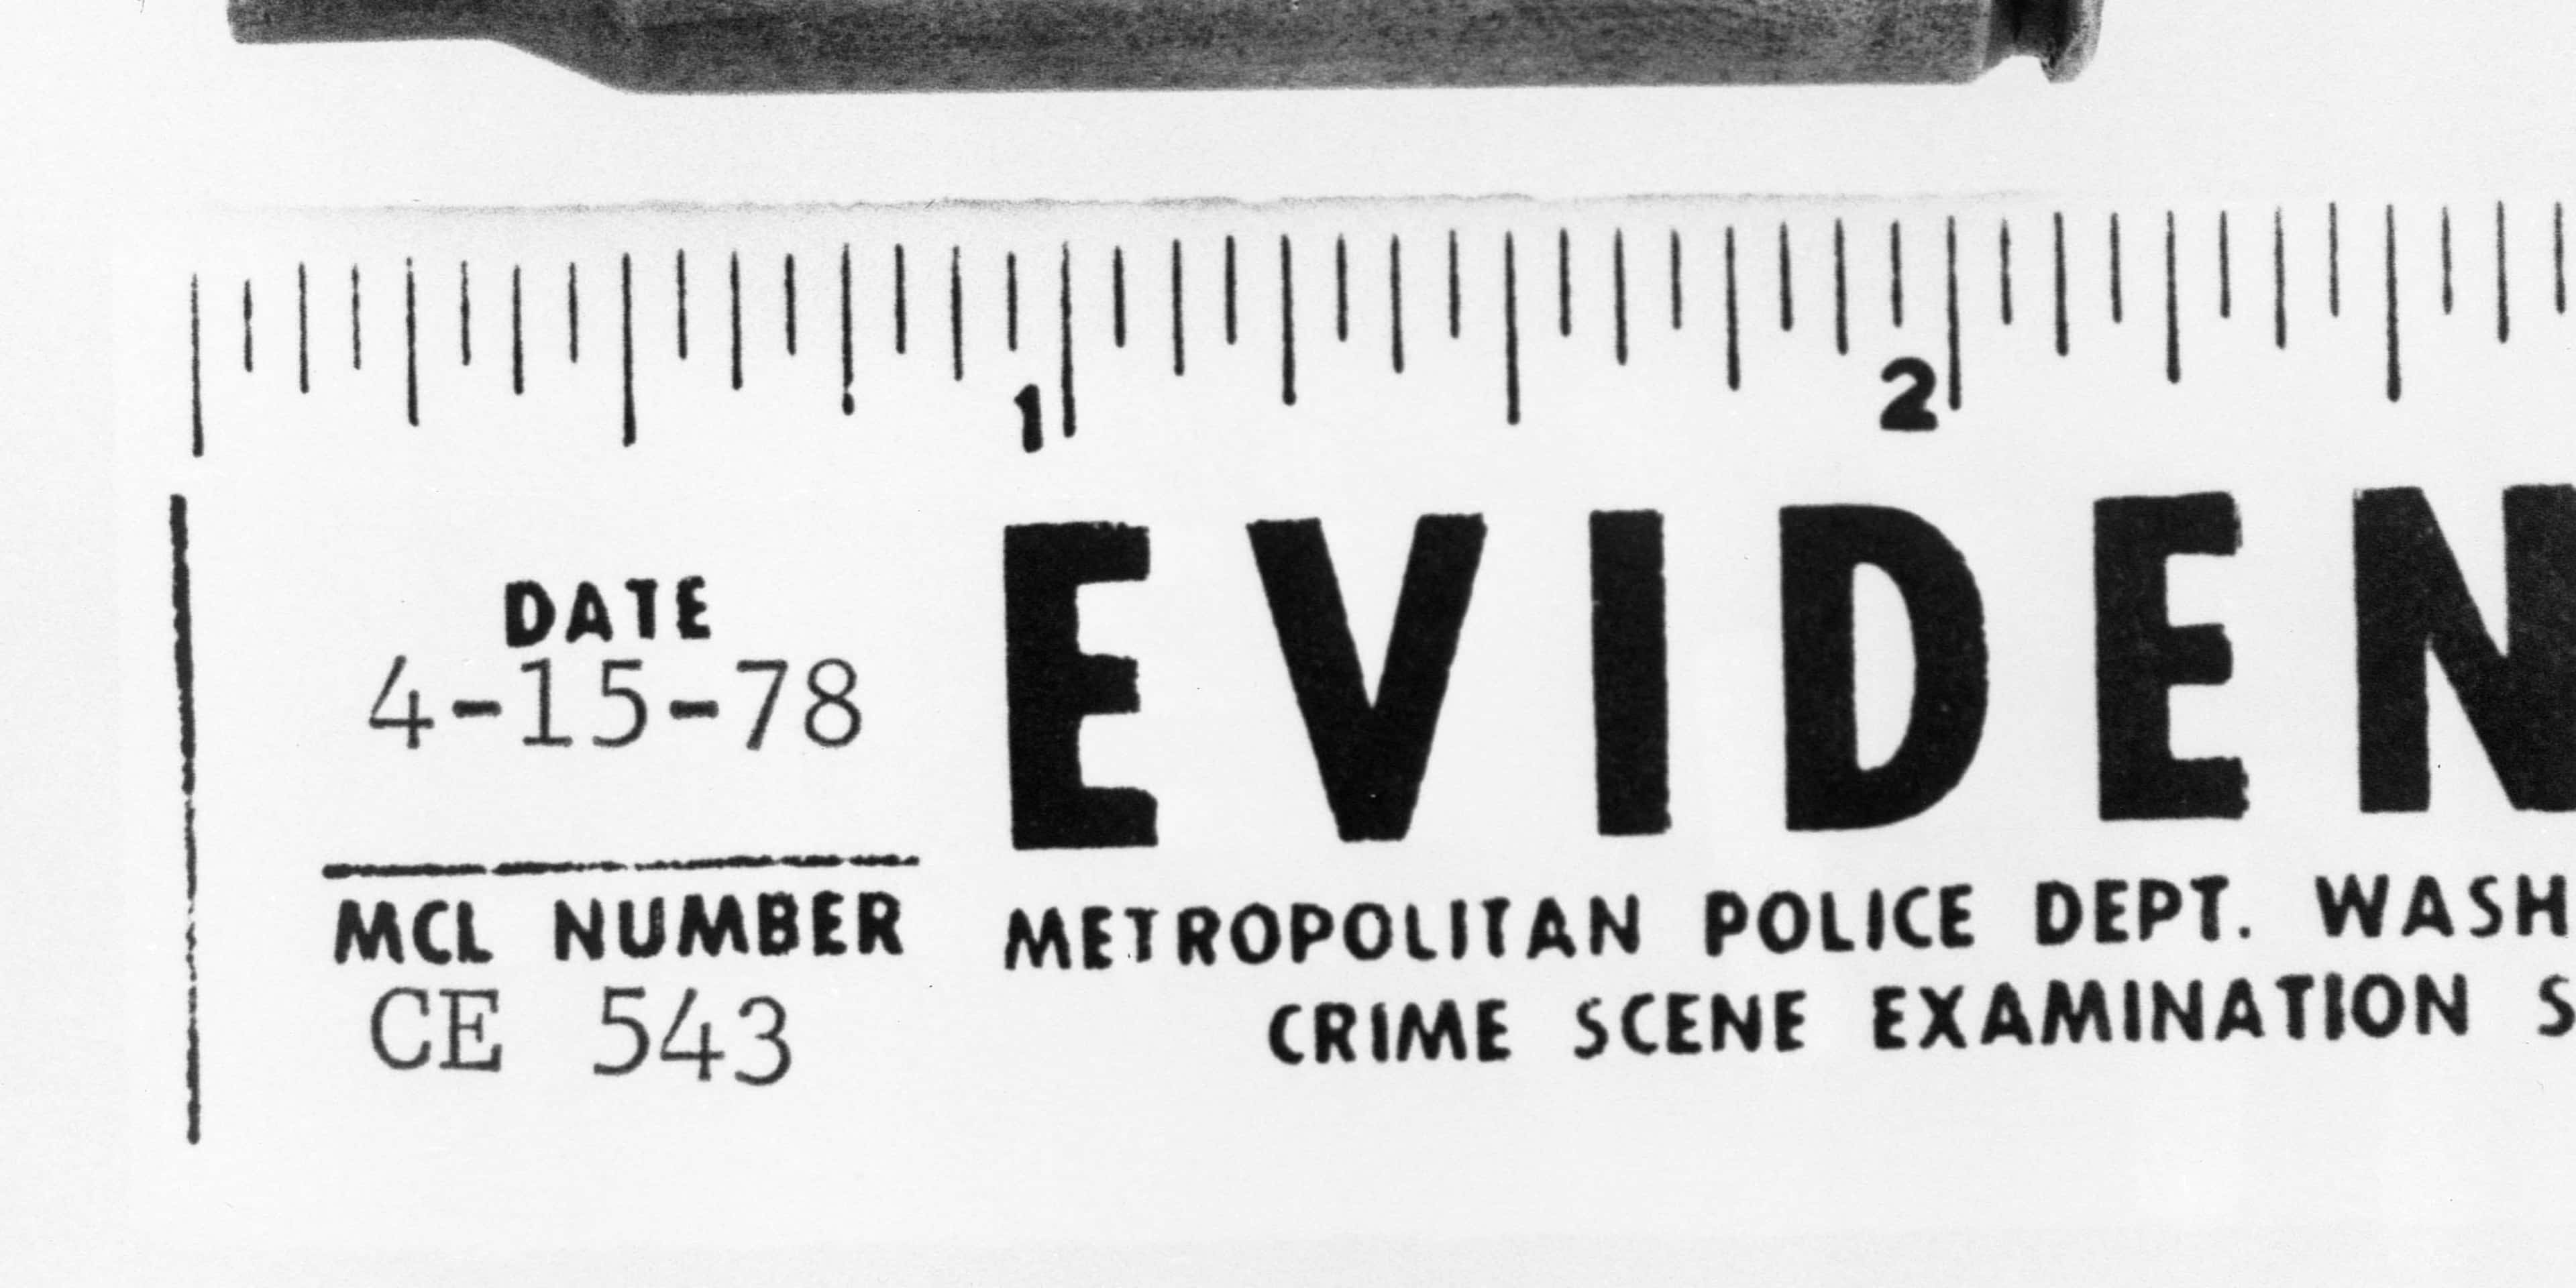 1 2
DATE
4-15-78
EVIDEN
MCL NUMBER
CE 543
METROPOLITAN POLICE DEPT. WASH
CRIME SCENE EXAMINATION S